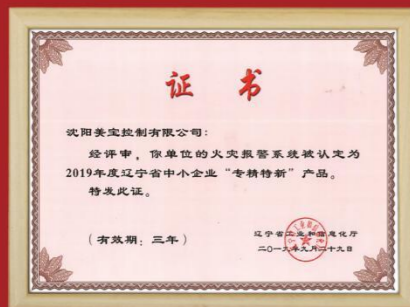 证书
沈阳美宝控制有限公司：
经评审，你单位的火灾报警系统被认定为
2019年度辽宁省中小企业“专精特新”产品。
特发此证。
（有效期：三年）
辽宁省工业和信息化厅
二〇一九年九月二十九日